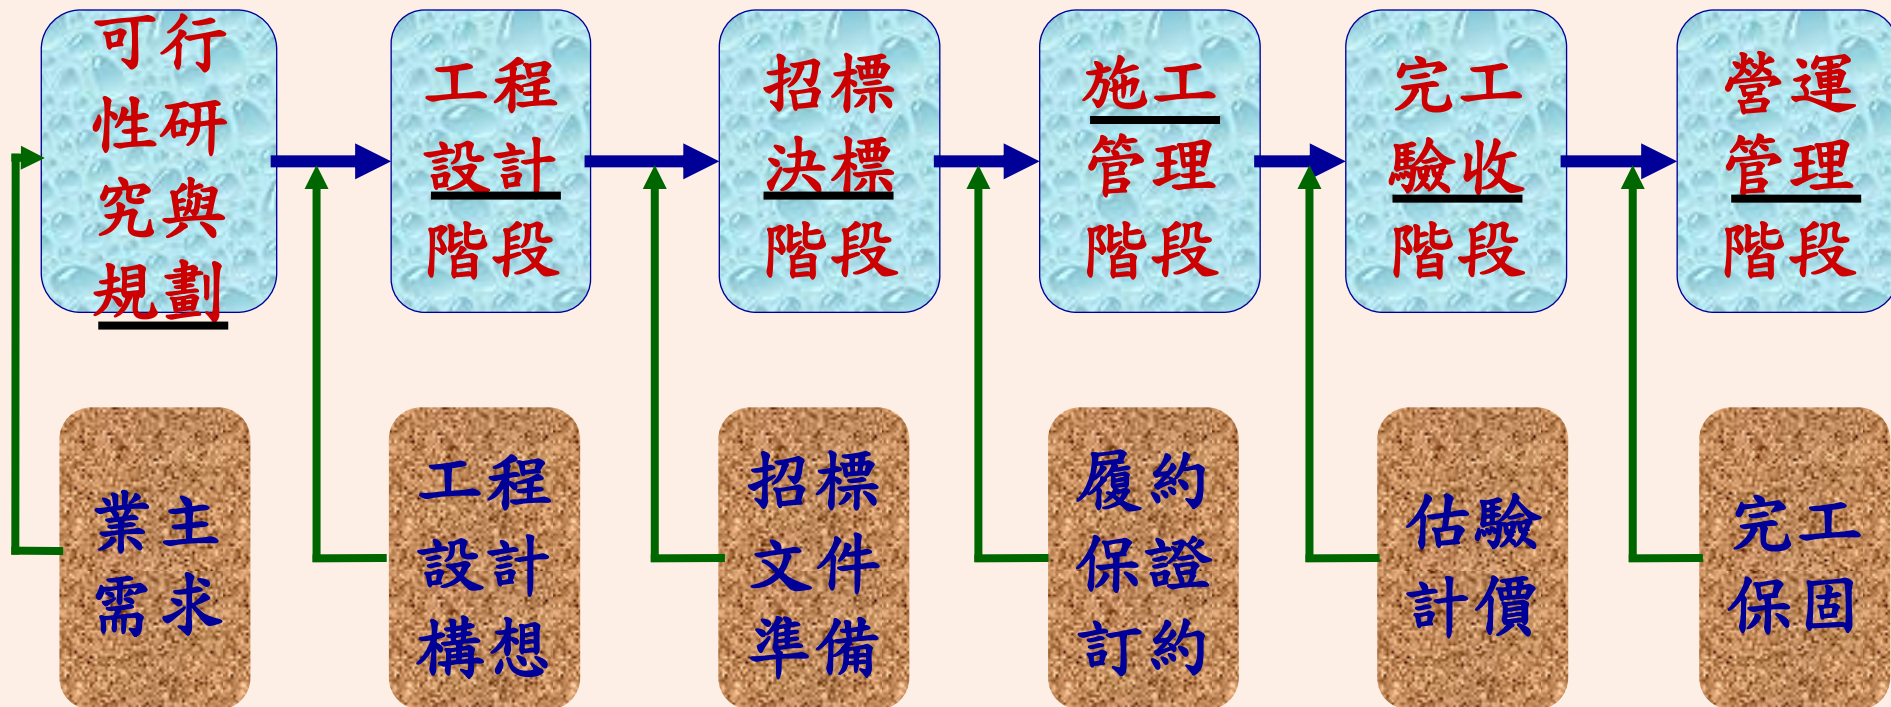 可行
性研
究與
規劃
工程
設計
階段
招標
決標
階段
施工
管理
階段
完工
驗收
階段
營運
管理
階段
業主
需求
工程
設計
構想
招標
文件
準備
履約
保證
訂約
估驗
計價
完工
保固